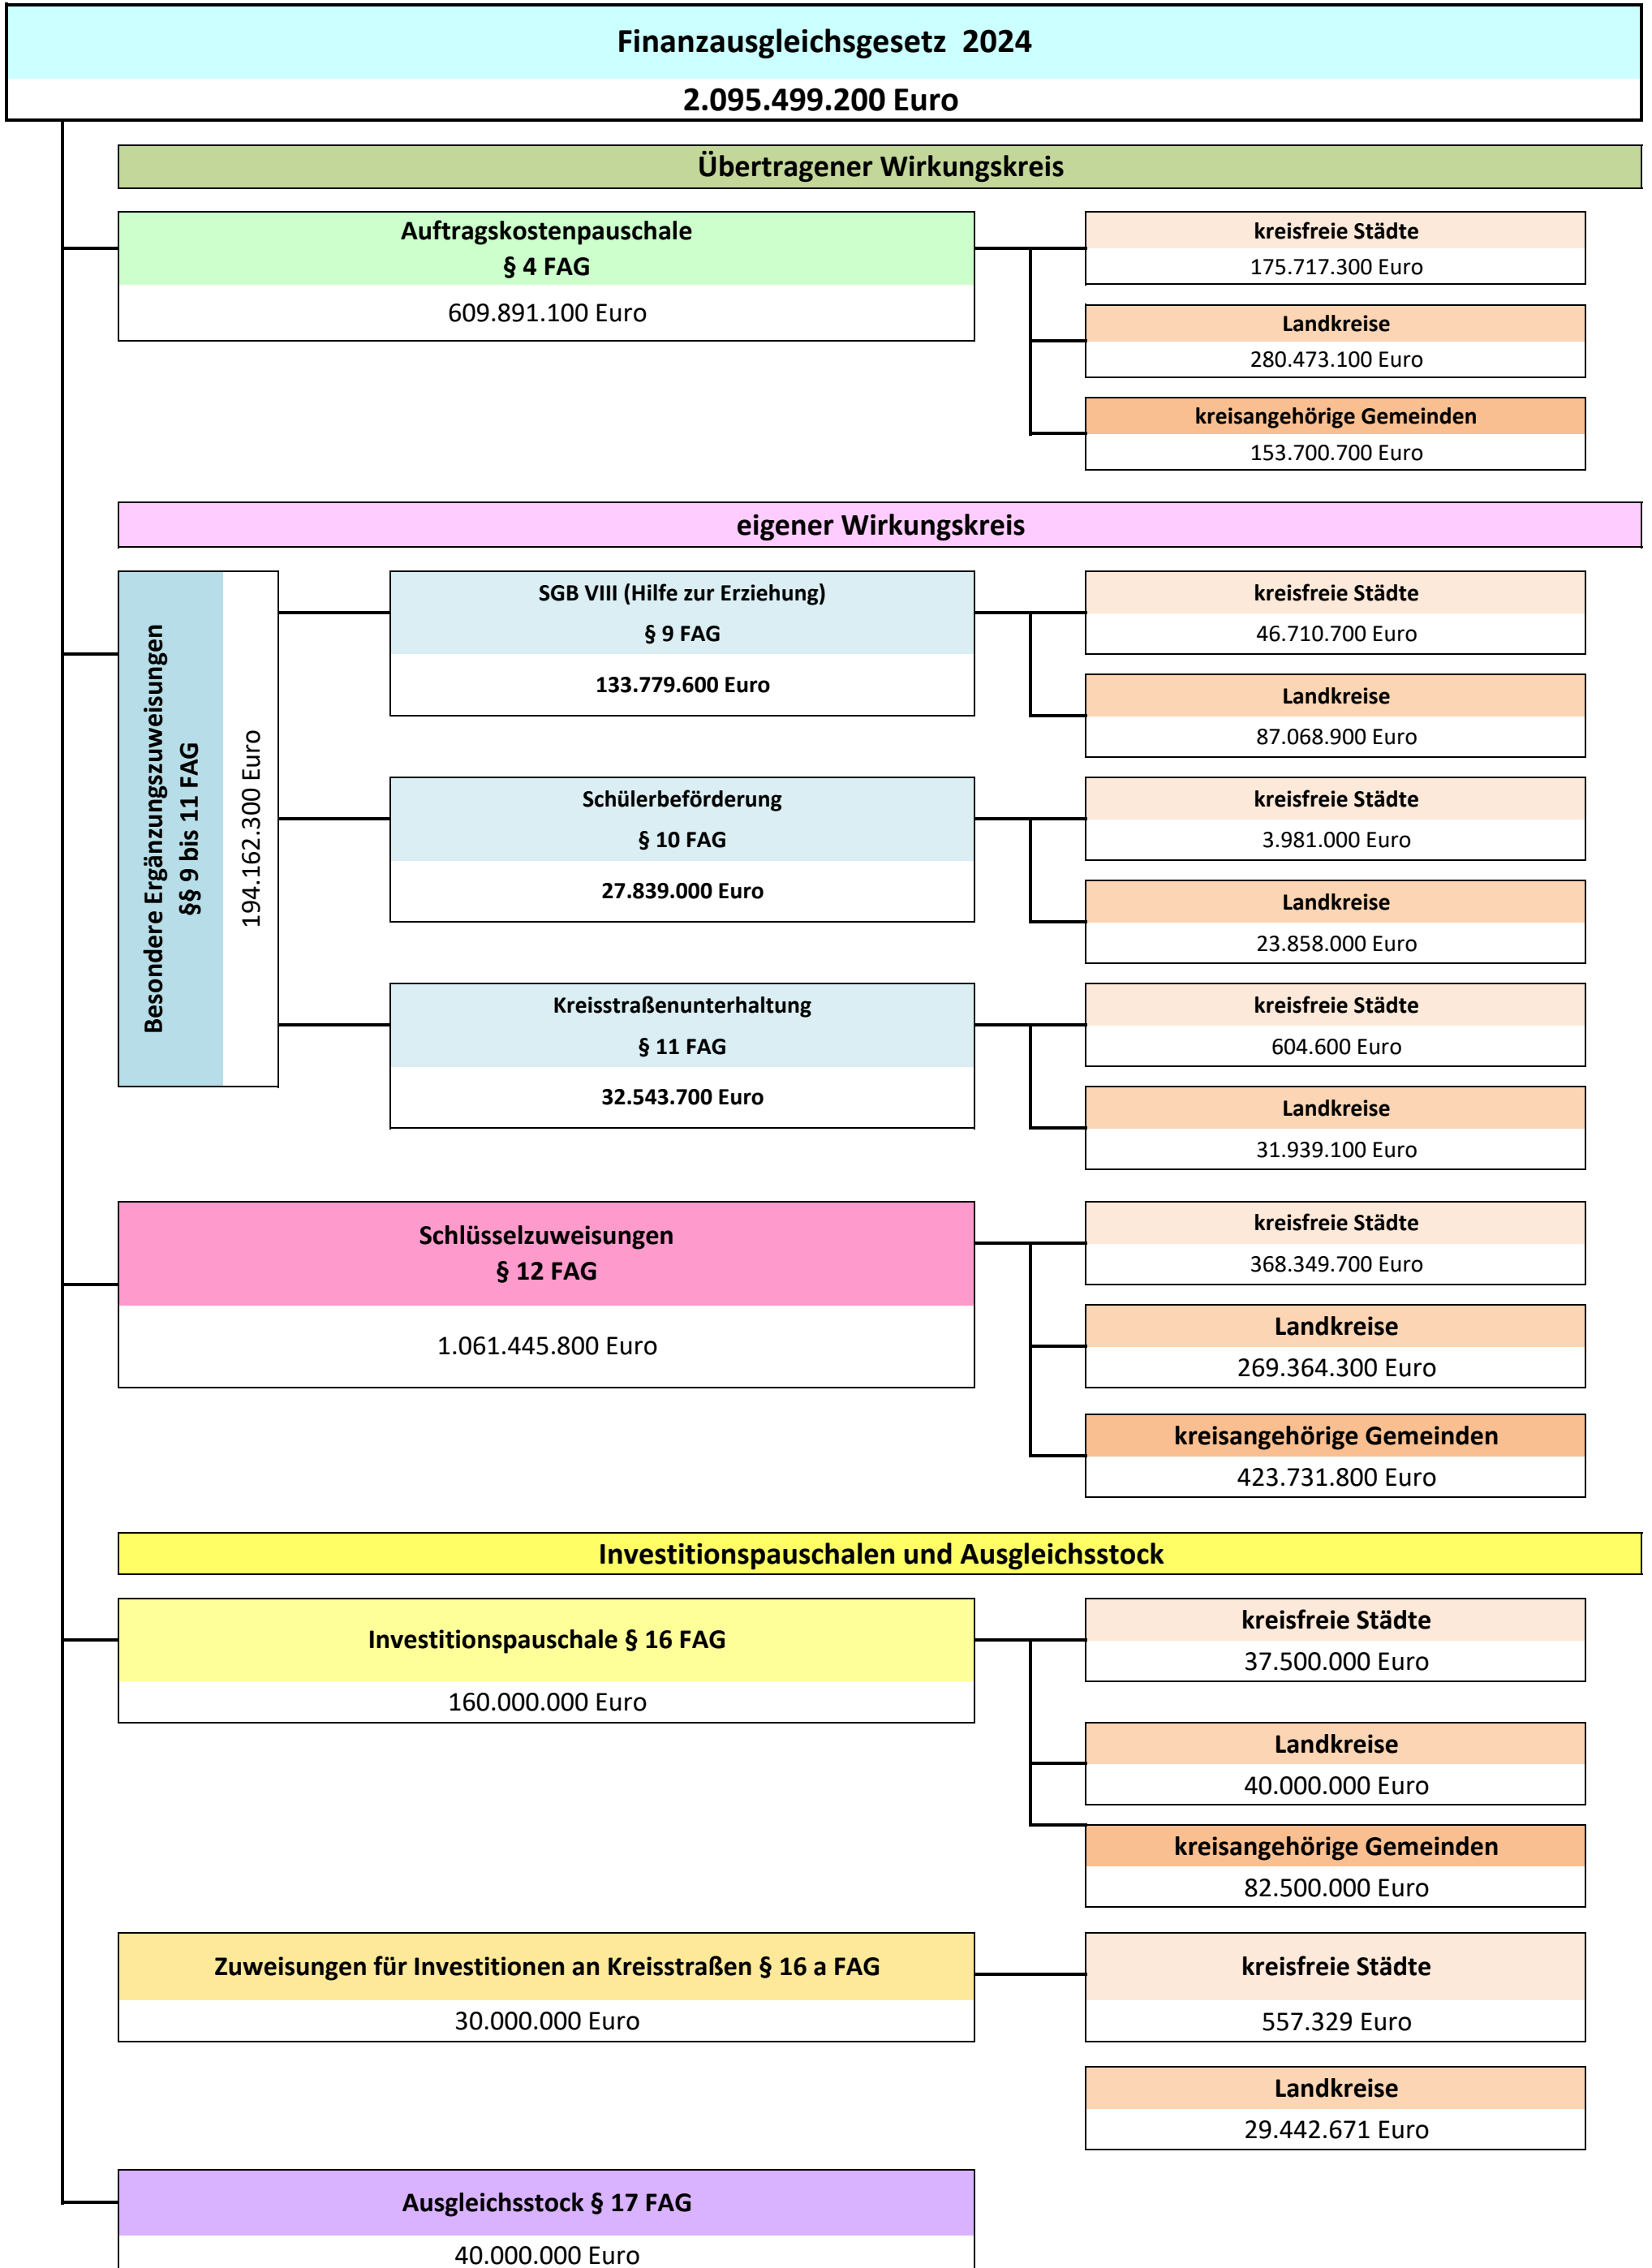 Finanzausgleichsgesetz 2024
2.095.499.200 Euro
Übertragener Wirkungskreis
Auftragskostenpauschale
§ 4 FAG
609.891.100 Euro
kreisfreie Städte
175.717.300 Euro
Landkreise
280.473.100 Euro
kreisangehörige Gemeinden
153.700.700 Euro
eigener Wirkungskreis
Besondere Ergänzungszuweisungen
§§ 9 bis 11 FAG
194.162.300 Euro
SGB VIII (Hilfe zur Erziehung)
§ 9 FAG
133.779.600 Euro
kreisfreie Städte
46.710.700 Euro
Landkreise
87.068.900 Euro
Schülerbeförderung
§ 10 FAG
27.839.000 Euro
kreisfreie Städte
3.981.000 Euro
Landkreise
23.858.000 Euro
Kreisstraßenunterhaltung
§ 11 FAG
32.543.700 Euro
kreisfreie Städte
604.600 Euro
Landkreise
31.939.100 Euro
Schlüsselzuweisungen
§ 12 FAG
1.061.445.800 Euro
kreisfreie Städte
368.349.700 Euro
Landkreise
269.364.300 Euro
kreisangehörige Gemeinden
423.731.800 Euro
Investitionspauschalen und Ausgleichsstock
Investitionspauschale § 16 FAG
160.000.000 Euro
kreisfreie Städte
37.500.000 Euro
Landkreise
40.000.000 Euro
kreisangehörige Gemeinden
82.500.000 Euro
Zuweisungen für Investitionen an Kreisstraßen § 16 a FAG
30.000.000 Euro
kreisfreie Städte
557.329 Euro
Landkreise
29.442.671 Euro
Ausgleichsstock § 17 FAG
40.000.000 Euro